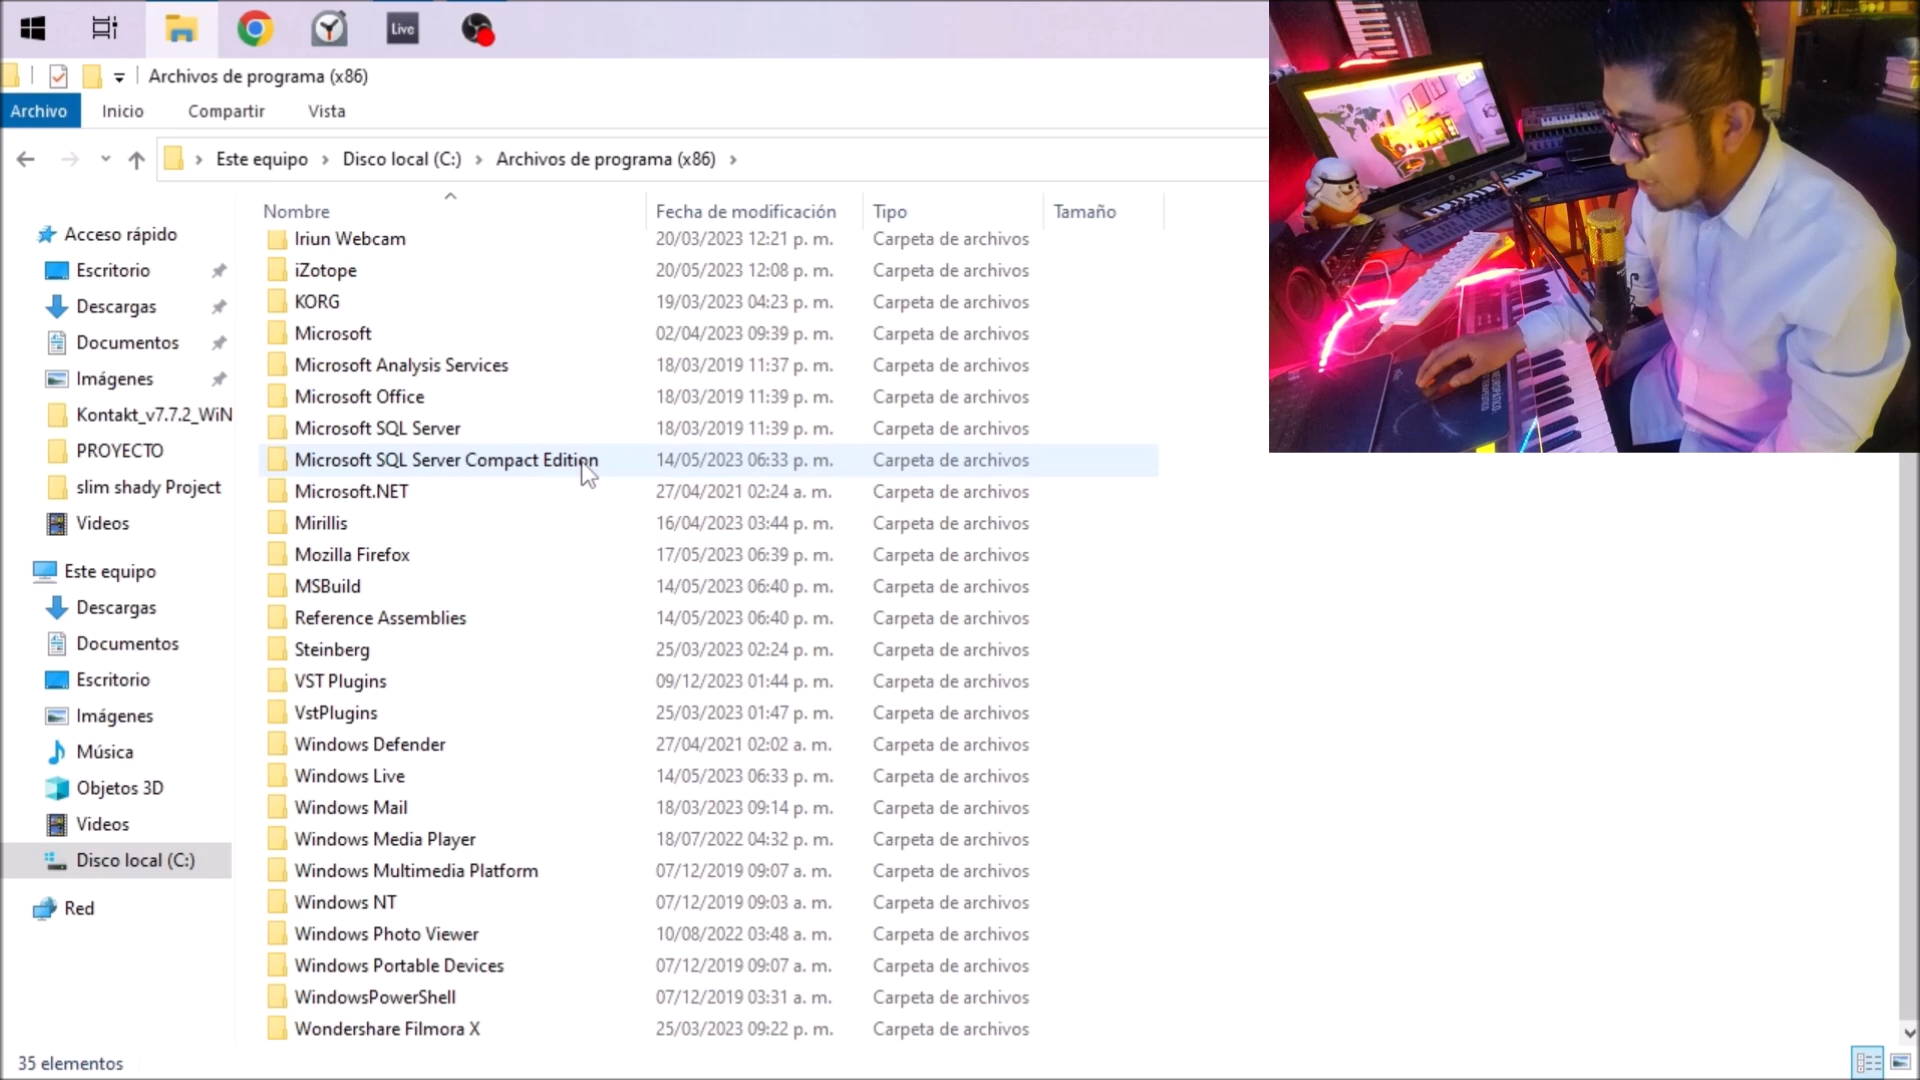 Live
Archivos de programa (x86)
Archivo Inicio Compartir Vista
Este equipo > Disco local (C:) > Archivos de programa (x86) >
Nombre Fecha de modificación Tipo Tamaño
Acceso rápido
Escritorio
Descargas
Documentos
Imágenes
Kontakt_v7.7.2_WiN
PROYECTO
slim shady Project
Videos
Este equipo
Descargas
Documentos
Escritorio
Imágenes
Música
Objetos 3D
Videos
Disco local (C:)
Red
Iriun Webcam 20/03/2023 12:21 p. m. Carpeta de archivos
iZotope 20/05/2023 12:08 p. m. Carpeta de archivos
KORG 19/03/2023 04:23 p. m. Carpeta de archivos
Microsoft 02/04/2023 09:39 p. m. Carpeta de archivos
Microsoft Analysis Services 18/03/2019 11:37 p. m. Carpeta de archivos
Microsoft Office 18/03/2019 11:39 p. m. Carpeta de archivos
Microsoft SQL Server 18/03/2019 11:39 p. m. Carpeta de archivos
Microsoft SQL Server Compact Edition 14/05/2023 06:33 p. m. Carpeta de archivos
Microsoft.NET 27/04/2021 02:24 a. m. Carpeta de archivos
Mirillis 16/04/2023 03:44 p. m. Carpeta de archivos
Mozilla Firefox 17/05/2023 06:39 p. m. Carpeta de archivos
MSBuild 14/05/2023 06:40 p. m. Carpeta de archivos
Reference Assemblies 14/05/2023 06:40 p. m. Carpeta de archivos
Steinberg 25/03/2023 02:24 p. m. Carpeta de archivos
VST Plugins 09/12/2023 01:44 p. m. Carpeta de archivos
VstPlugins 25/03/2023 01:47 p. m. Carpeta de archivos
Windows Defender 27/04/2021 02:02 a. m. Carpeta de archivos
Windows Live 14/05/2023 06:33 p. m. Carpeta de archivos
Windows Mail 18/03/2023 09:14 p. m. Carpeta de archivos
Windows Media Player 18/07/2022 04:32 p. m. Carpeta de archivos
Windows Multimedia Platform 07/12/2019 09:07 a. m. Carpeta de archivos
Windows NT 07/12/2019 09:03 a. m. Carpeta de archivos
Windows Photo Viewer 10/08/2022 03:48 a. m. Carpeta de archivos
Windows Portable Devices 07/12/2019 09:07 a. m. Carpeta de archivos
WindowsPowerShell 07/12/2019 03:31 a. m. Carpeta de archivos
Wondershare Filmora X 25/03/2023 09:22 p. m. Carpeta de archivos
35 elementos